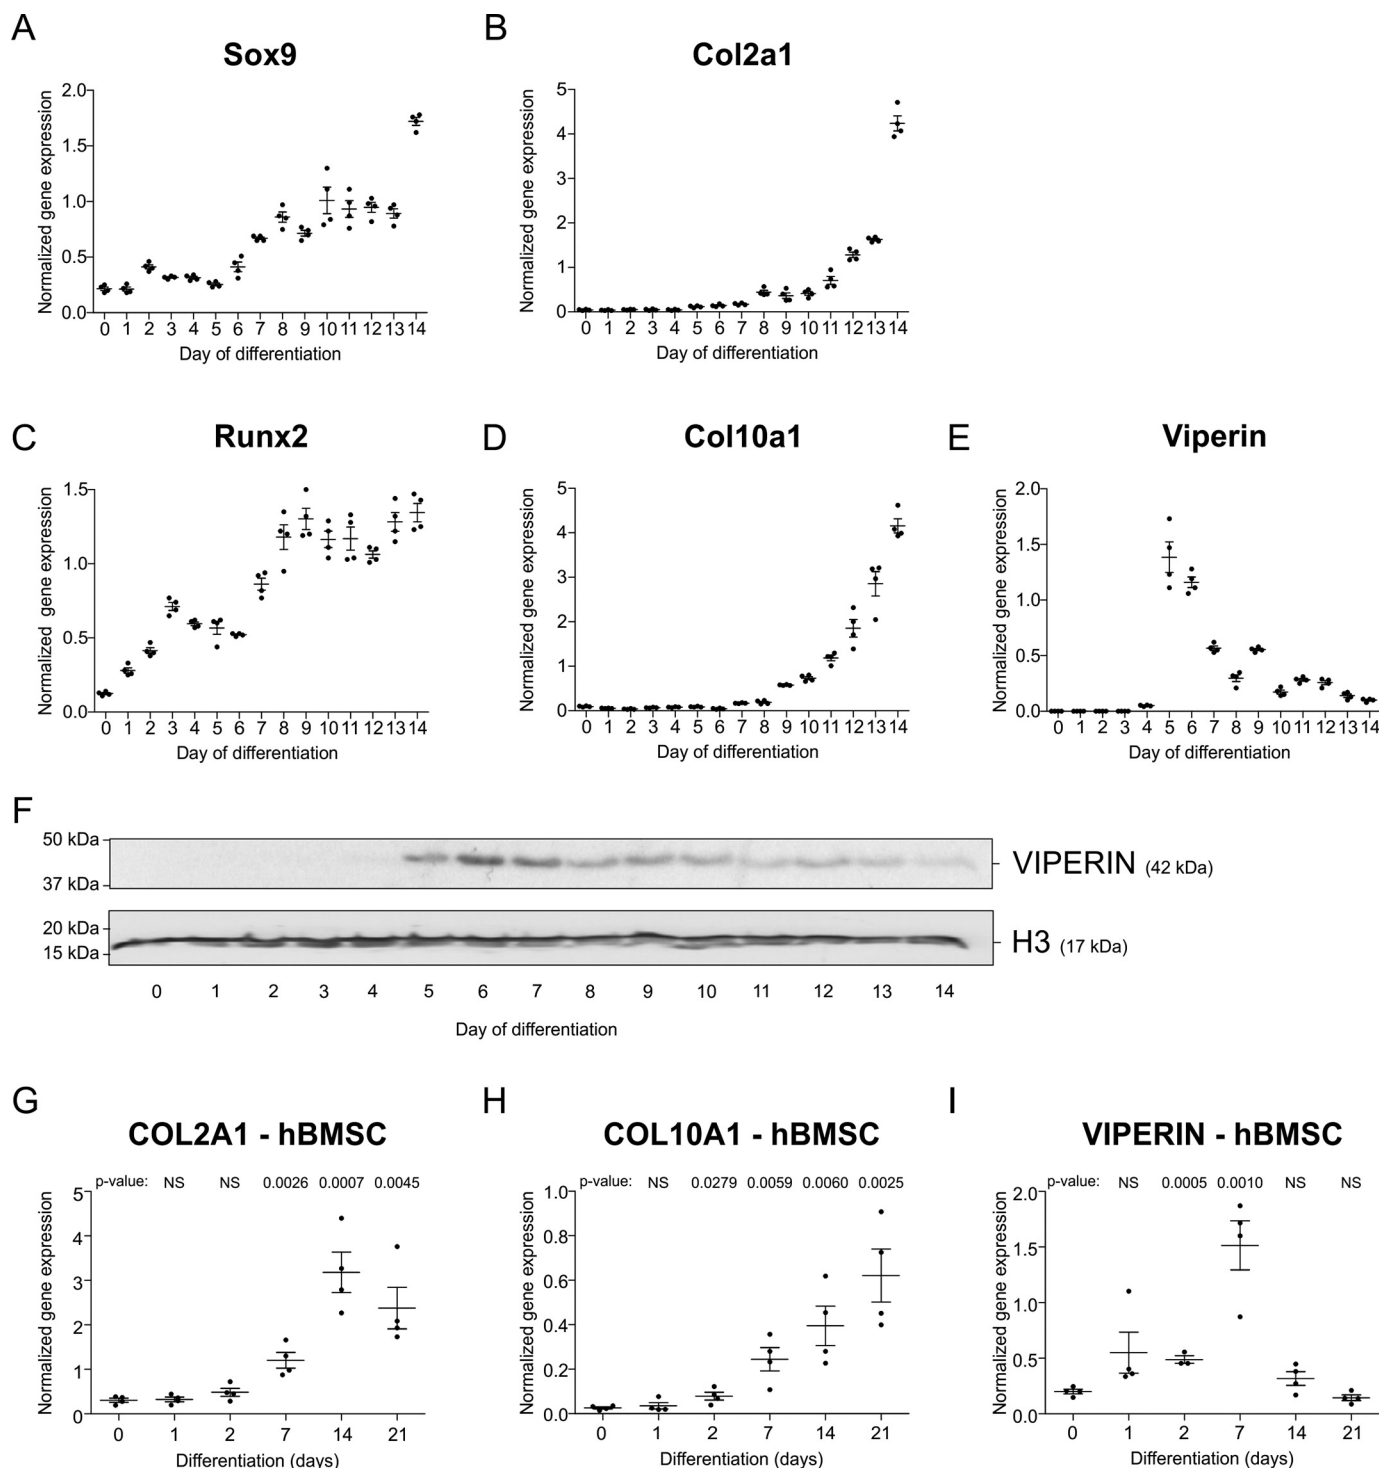 A
Sox9
Normalized gene expression
2.0
1.5
1.0
0.5
0.0
0 1 2 3 4 5 6 7 8 9 10 11 12 13 14
Day of differentiation
B
Col2a1
Normalized gene expression
5
4
3
2
1
0
0 1 2 3 4 5 6 7 8 9 10 11 12 13 14
Day of differentiation
C
Runx2
Normalized gene expression
1.5
1.0
0.5
0.0
0 1 2 3 4 5 6 7 8 9 10 11 12 13 14
Day of differentiation
D
Col10a1
Normalized gene expression
5
4
3
2
1
0
0 1 2 3 4 5 6 7 8 9 10 11 12 13 14
Day of differentiation
E
Viperin
Normalized gene expression
2.0
1.5
1.0
0.5
0.0
0 1 2 3 4 5 6 7 8 9 10 11 12 13 14
Day of differentiation
F
50 kDa
37 kDa
VIPERIN (42 kDa)
20 kDa
15 kDa
H3 (17 kDa)
0 1 2 3 4 5 6 7 8 9 10 11 12 13 14
Day of differentiation
G
COL2A1 - hBMSC
p-value: NS NS 0.0026 0.0007 0.0045
Normalized gene expression
5
4
3
2
1
0
0 1 2 7 14 21
Differentiation (days)
H
COL10A1 - hBMSC
p-value: NS 0.0279 0.0059 0.0060 0.0025
Normalized gene expression
1.0
0.8
0.6
0.4
0.2
0.0
0 1 2 7 14 21
Differentiation (days)
I
VIPERIN - hBMSC
p-value: NS 0.0005 0.0010 NS NS
Normalized gene expression
2.0
1.5
1.0
0.5
0.0
0 1 2 7 14 21
Differentiation (days)